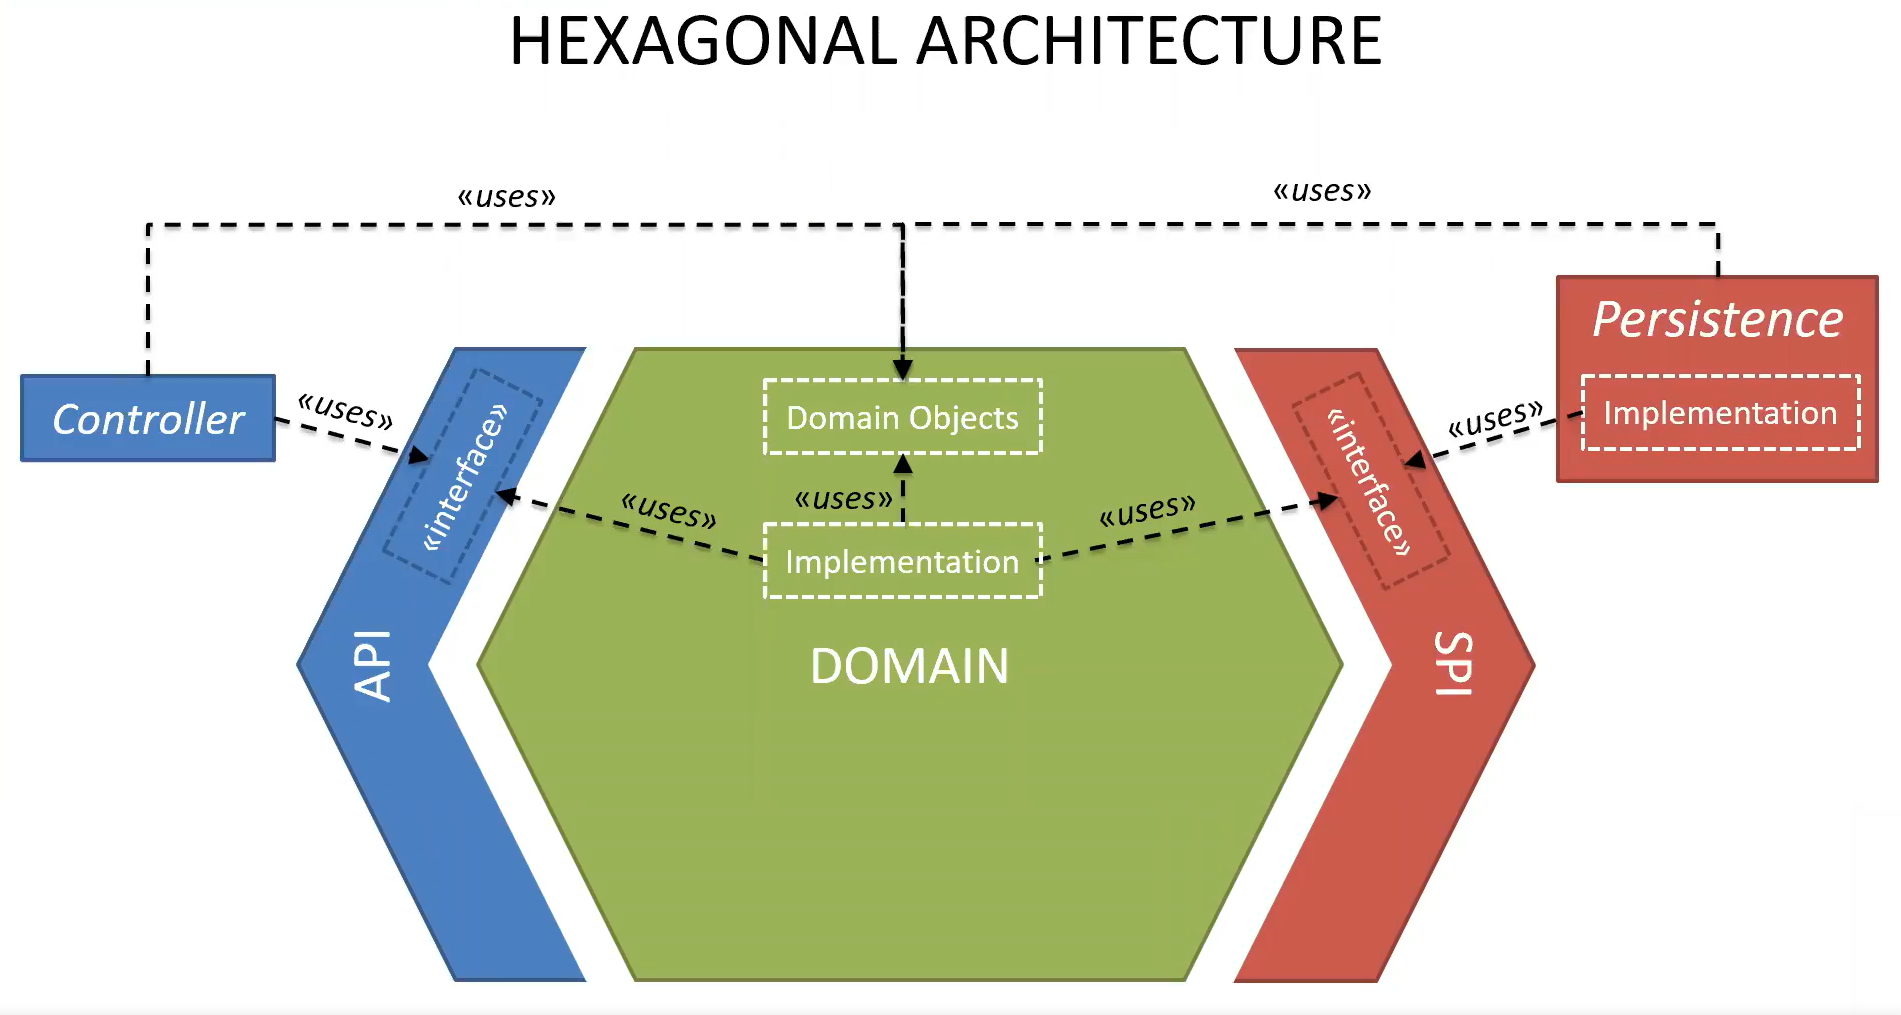 HEXAGONAL ARCHITECTURE
«uses»
«uses»
Controller
«uses»
«interface»
API
Domain Objects
«uses»
«uses»
«uses»
Implementation
DOMAIN
«interface»
SPI
«uses»
Persistence
Implementation